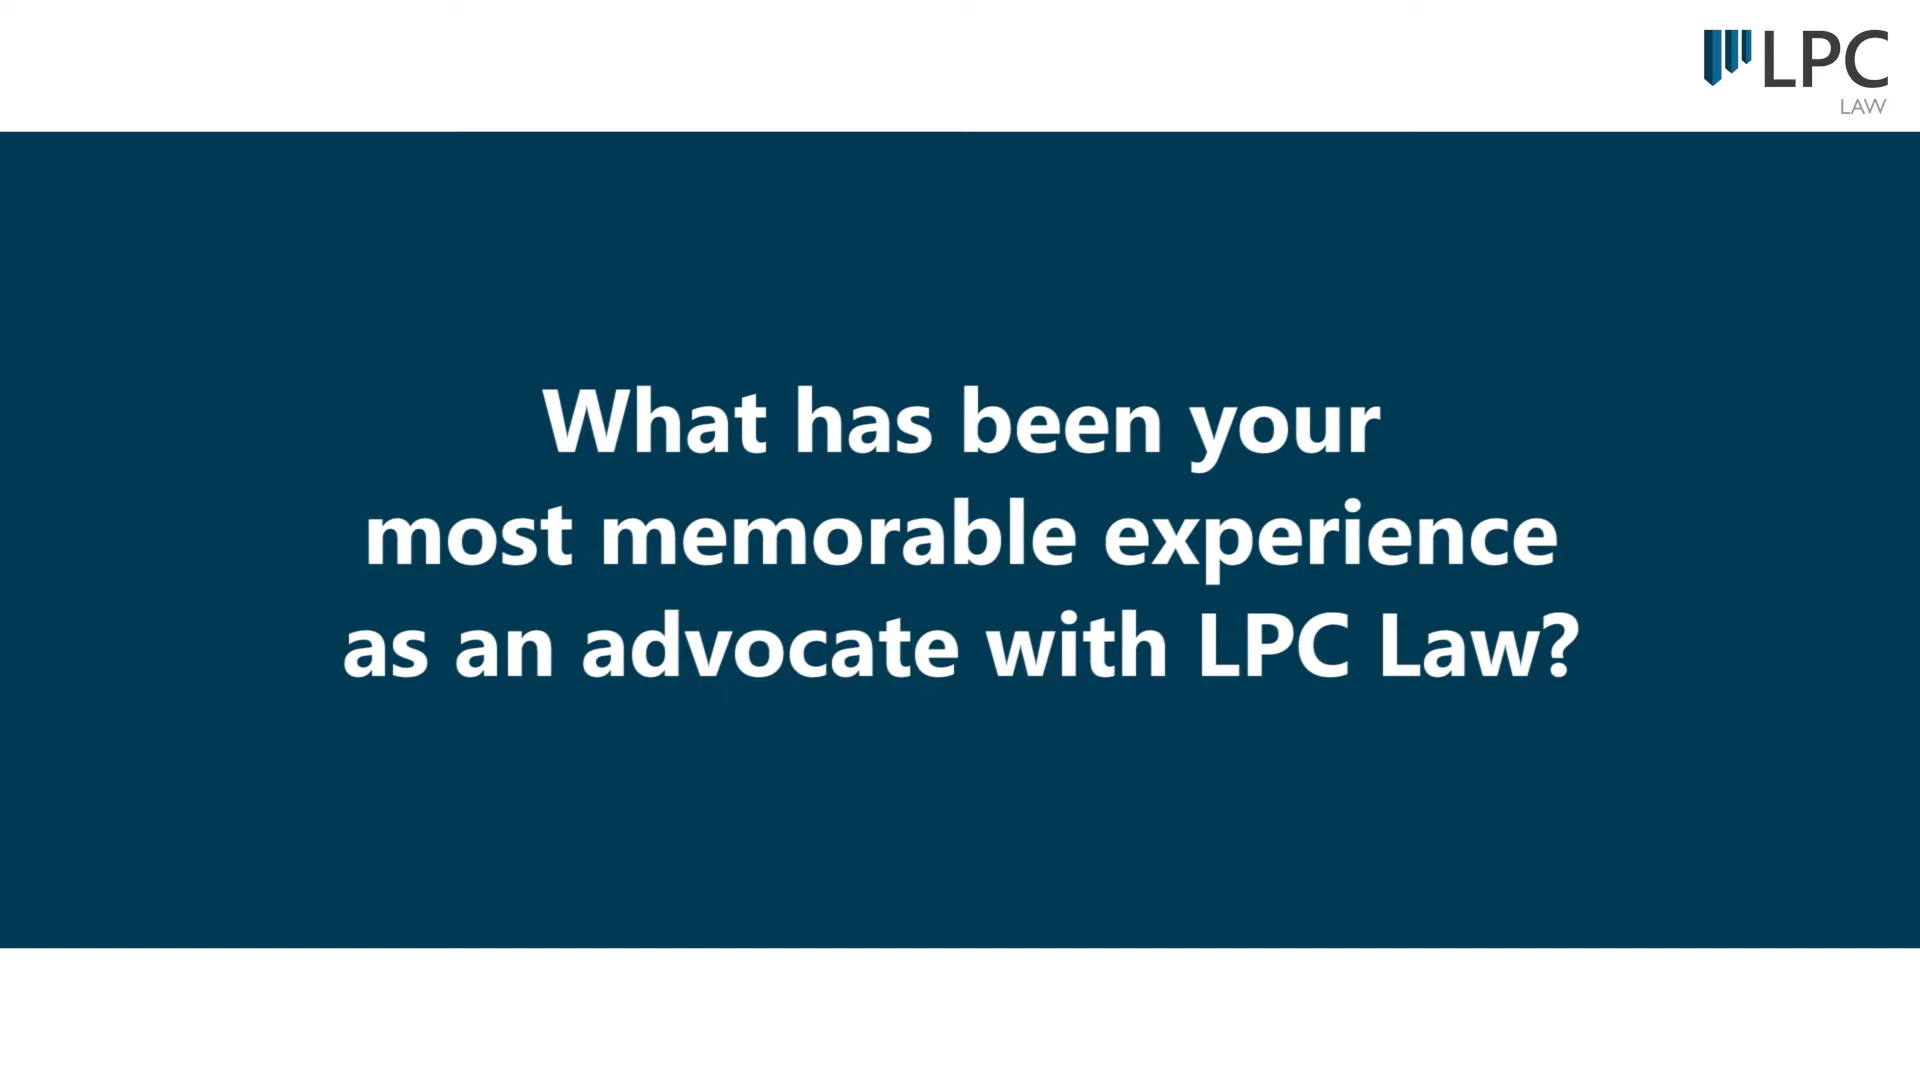 LPC
LAW
What has been your
most memorable experience
as an advocate with LPC Law?